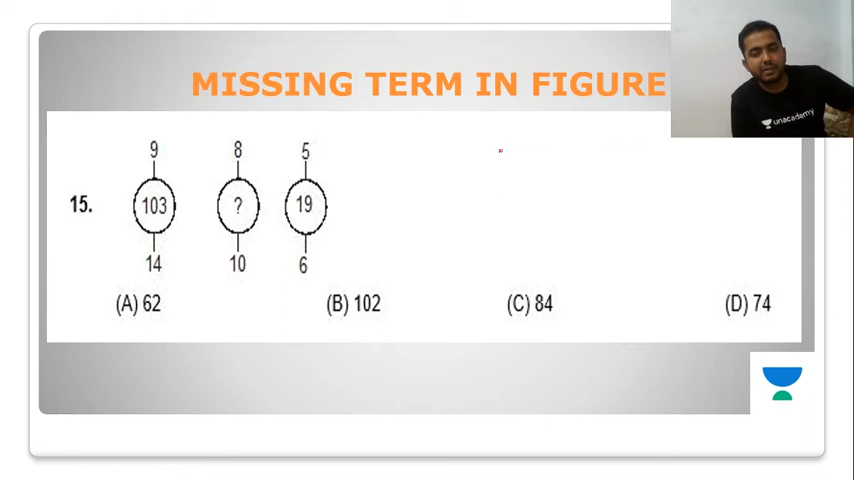 MISSING TERM IN FIGURE
unacademy
9 8 5
15. 103 ? 19
14 10 6
(A) 62 (B) 102 (C) 84 (D) 74